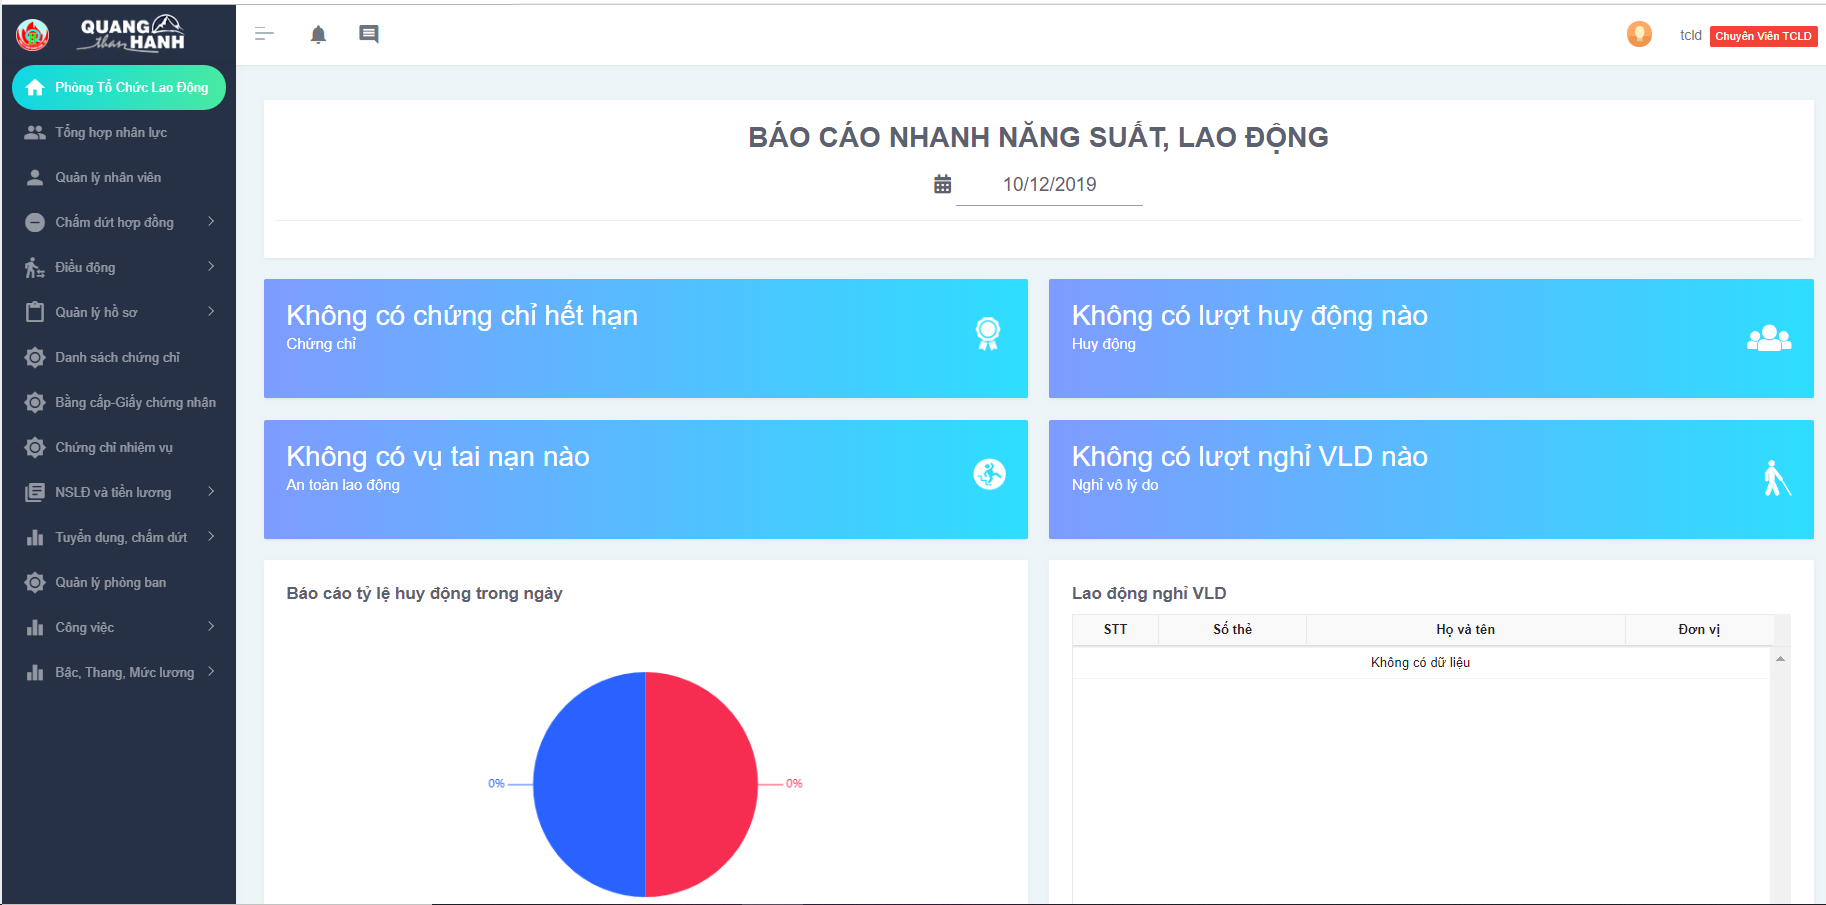 QUANG
than HANH
tcld Chuyên Viên TCLD
Phòng Tổ Chức Lao Động
Tổng hợp nhân lực
Quản lý nhân viên
Chấm dứt hợp đồng
Điều động
Quản lý hồ sơ
Danh sách chứng chỉ
Bằng cấp-Giấy chứng nhận
Chứng chỉ nhiệm vụ
NSLĐ và tiền lương
Tuyển dụng, chấm dứt
Quản lý phòng ban
Công việc
Bậc, Thang, Mức lương
BÁO CÁO NHANH NĂNG SUẤT, LAO ĐỘNG
10/12/2019
Không có chứng chỉ hết hạn
Chứng chỉ
Không có lượt huy động nào
Huy động
Không có vụ tai nạn nào
An toàn lao động
Không có lượt nghỉ VLD nào
Nghỉ vô lý do
Báo cáo tỷ lệ huy động trong ngày
0%
0%
Lao động nghỉ VLD
STT Số thẻ Họ và tên Đơn vị
Không có dữ liệu